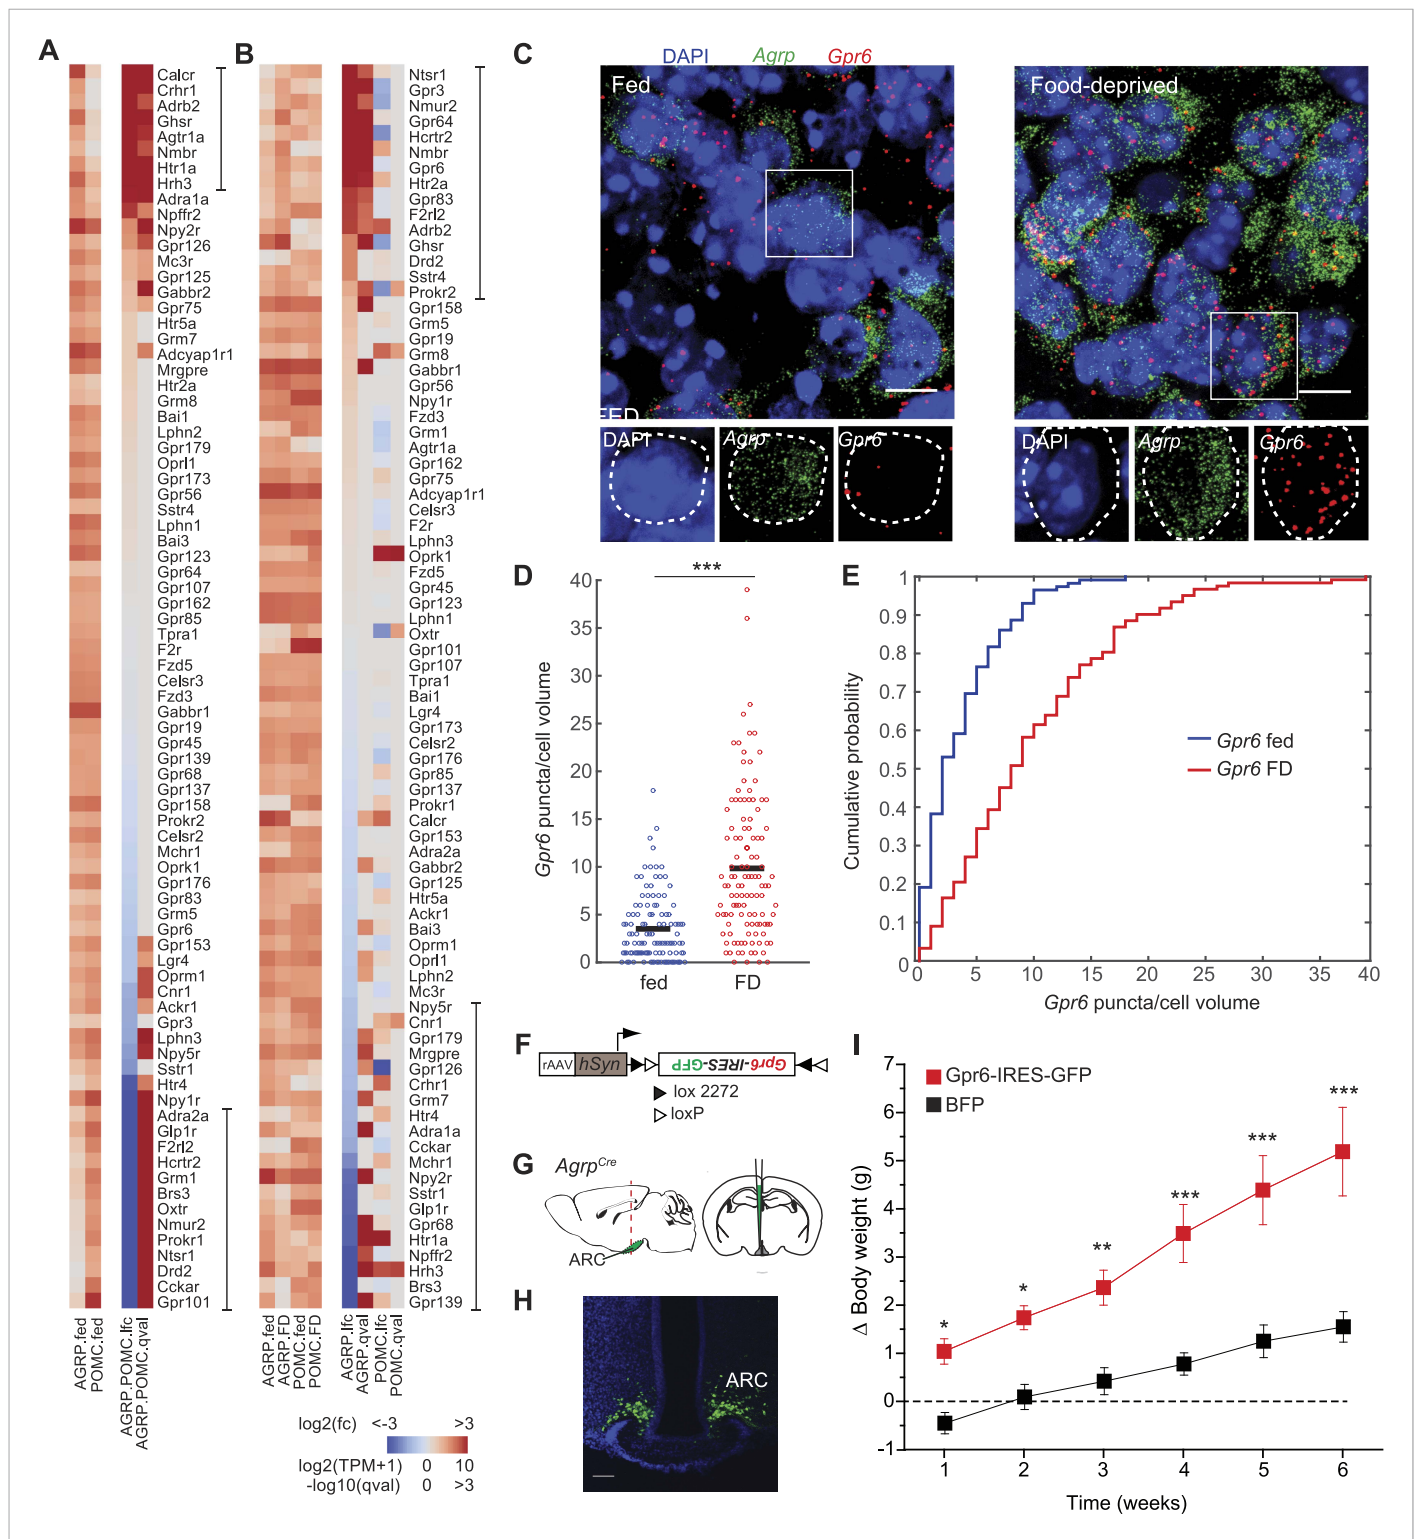 A
Calcr
Crhr1
Adrb2
Ghsr
Agtr1a
Nmbr
Htr1a
Hrh3
Adra1a
Npffr2
Npy2r
Gpr126
Mc3r
Gpr125
Gabbr2
Gpr75
Htr5a
Grm7
Adcyap1r1
Mrgpre
Htr2a
Grm8
Bai1
Lphn2
Gpr179
Oprl1
Gpr173
Gpr56
Sstr4
Lphn1
Bai3
Gpr123
Gpr64
Gpr107
Gpr162
Gpr85
Tpra1
F2r
Fzd5
Celsr3
Fzd3
Gabbr1
Gpr19
Gpr45
Gpr139
Gpr68
Gpr137
Gpr158
Prokr2
Celsr2
Mchr1
Oprk1
Gpr176
Gpr83
Grm5
Gpr6
Gpr153
Lgr4
Oprm1
Cnr1
Ackr1
Gpr3
Lphn3
Npy5r
Sstr1
Htr4
Npy1r
Adra2a
Glp1r
F2rl2
Hcrtr2
Grm1
Brs3
Oxtr
Nmur2
Prokr1
Ntsr1
Drd2
Cckar
Gpr101
AGRP.fed
POMC.fed
AGRP.POMC.lfc
AGRP.POMC.qval
B
Ntsr1
Gpr3
Nmur2
Gpr64
Hcrtr2
Nmbr
Gpr6
Htr2a
Gpr83
F2rl2
Adrb2
Ghsr
Drd2
Sstr4
Prokr2
Gpr158
Grm5
Gpr19
Grm8
Gabbr1
Gpr56
Npy1r
Fzd3
Grm1
Agtr1a
Gpr162
Gpr75
Adcyap1r1
Celsr3
F2r
Lphn3
Oprk1
Fzd5
Gpr45
Gpr123
Lphn1
Oxtr
Gpr101
Gpr107
Tpra1
Bai1
Lgr4
Gpr173
Celsr2
Gpr176
Gpr85
Gpr137
Prokr1
Calcr
Gpr153
Adra2a
Gabbr2
Gpr125
Htr5a
Ackr1
Bai3
Oprm1
Oprl1
Lphn2
Mc3r
Npy5r
Cnr1
Gpr179
Mrgpre
Gpr126
Crhr1
Grm7
Htr4
Adra1a
Cckar
Mchr1
Npy2r
Sstr1
Glp1r
Gpr68
Htr1a
Npffr2
Hrh3
Brs3
Gpr139
AGRP.fed
AGRP.FD
POMC.fed
POMC.FD
AGRP.lfc
AGRP.qval
POMC.lfc
POMC.qval
log2(fc) <-3 >3
log2(TPM+1) 0 10
-log10(qval) 0 >3
C
DAPI Agrp Gpr6
Fed
FED
Food-deprived
DAPI Agrp Gpr6
DAPI Agrp Gpr6
D
***
Gpr6 puncta/cell volume
40
35
30
25
20
15
10
5
0
fed FD
E
Cumulative probability
1
0.9
0.8
0.7
0.6
0.5
0.4
0.3
0.2
0.1
0
Gpr6 fed
Gpr6 FD
0 5 10 15 20 25 30 35 40
Gpr6 puncta/cell volume
F
rAAV hSyn Gpr6-IRES-GFP
lox 2272
loxP
G
AgrpCre
ARC
H
ARC
I
Δ Body weight (g)
7
6
5
4
3
2
1
0
-1
Gpr6-IRES-GFP
BFP
* * ** *** *** ***
1 2 3 4 5 6
Time (weeks)